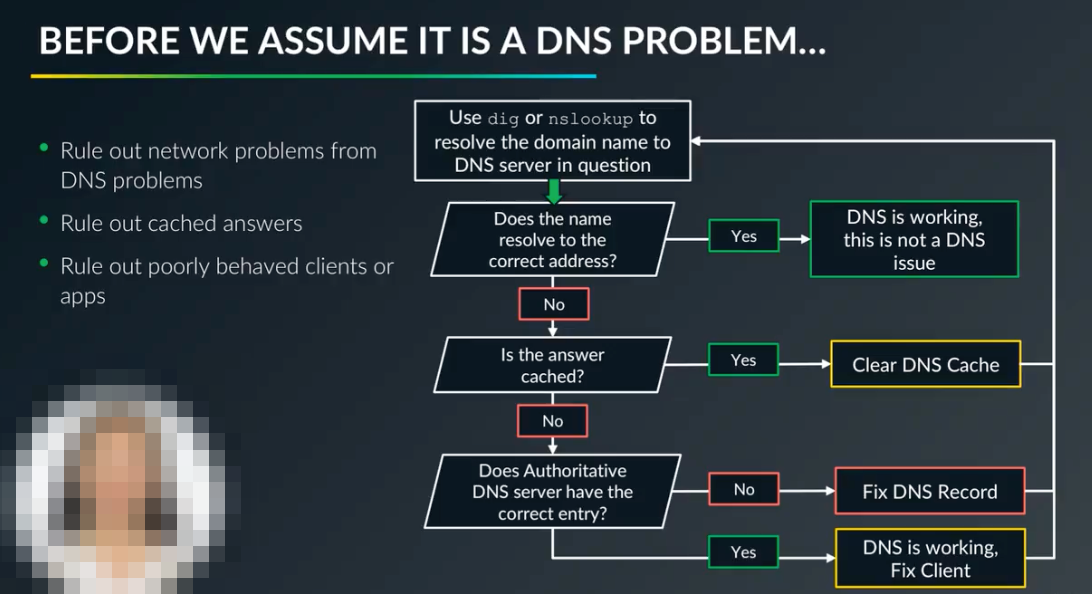 BEFORE WE ASSUME IT IS A DNS PROBLEM...
Rule out network problems from
DNS problems
Rule out cached answers
Rule out poorly behaved clients or
apps
Use dig or nslookup to
resolve the domain name to
DNS server in question
Does the name
resolve to the
correct address?
Yes
DNS is working,
this is not a DNS
issue
No
Is the answer
cached?
Yes
Clear DNS Cache
No
Does Authoritative
DNS server have the
correct entry?
No
Fix DNS Record
Yes
DNS is working,
Fix Client